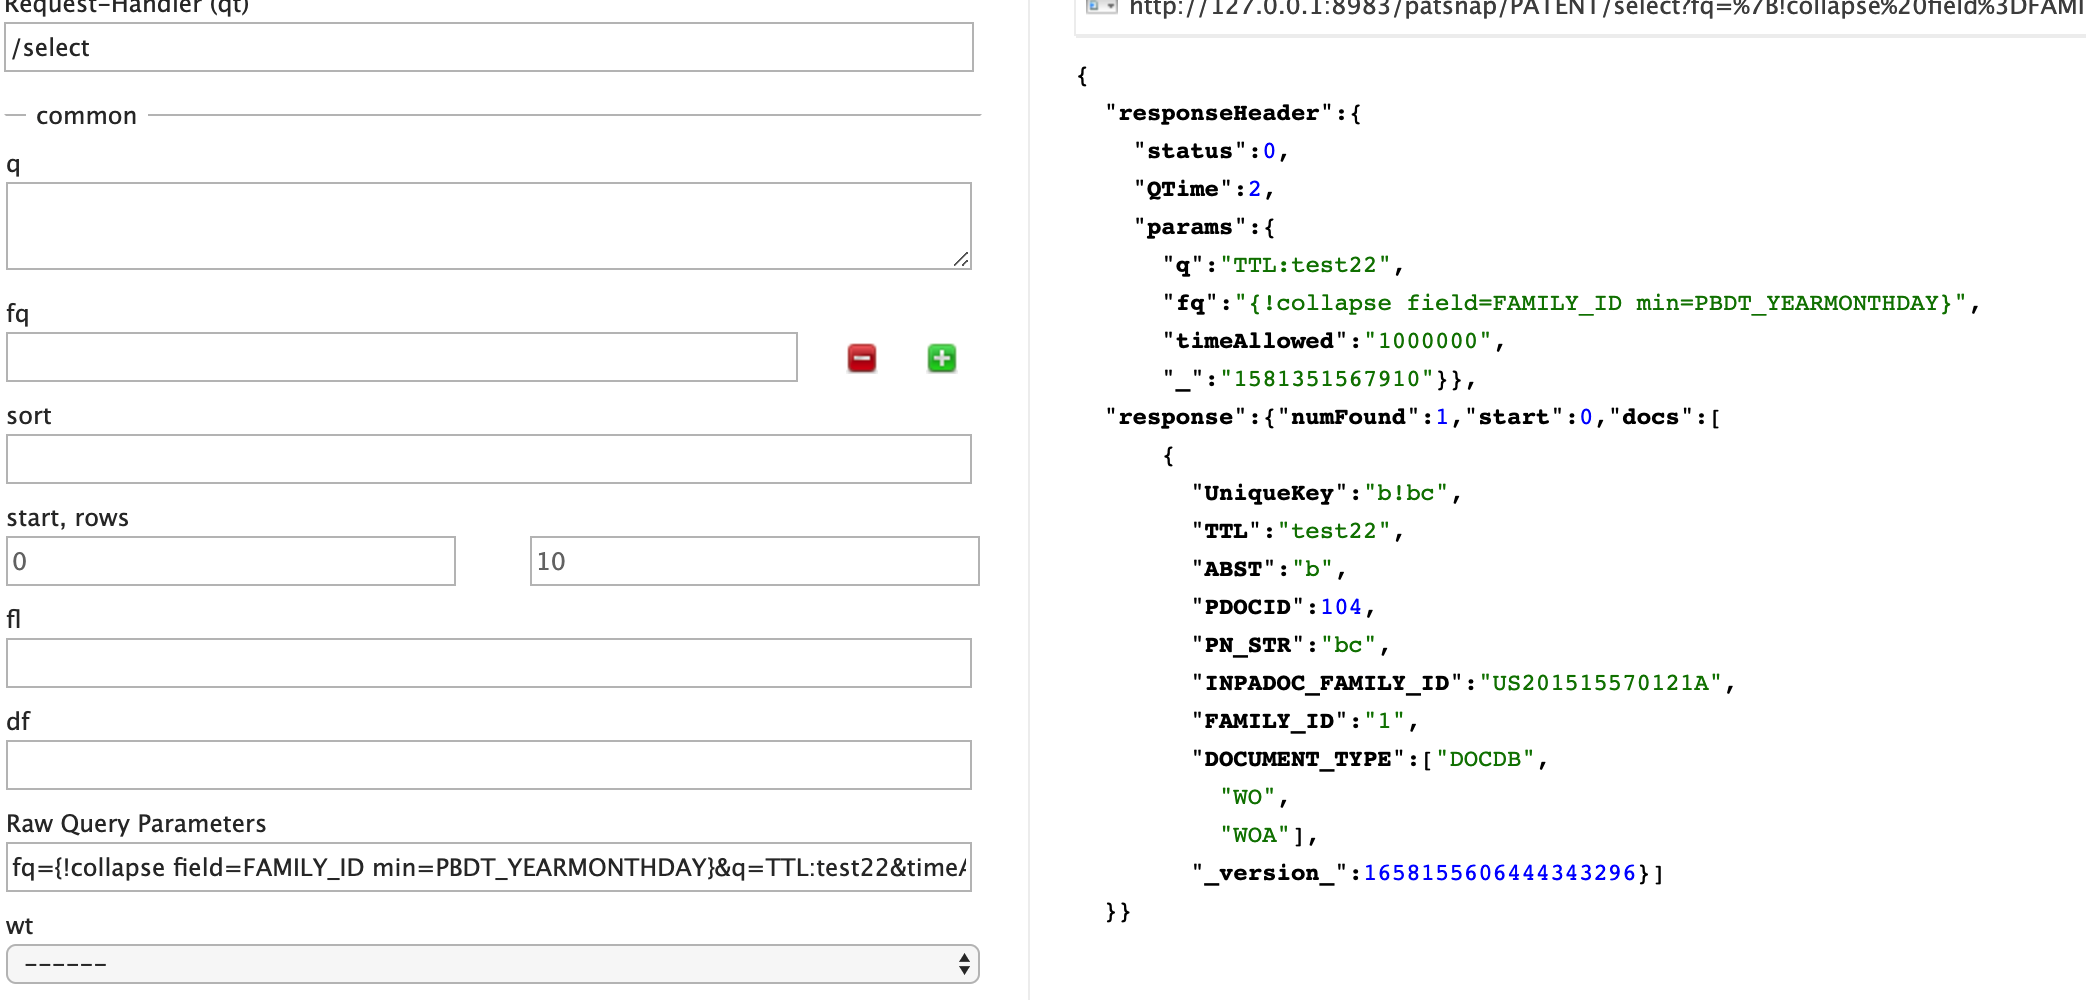 Request-Handler (qt)
/select
common
q
fq
sort
start, rows
0
10
fl
df
Raw Query Parameters
fq={!collapse field=FAMILY_ID min=PBDT_YEARMONTHDAY}&q=TTL:test22&timeA
wt
------
http://127.0.0.1:8983/patsnap/PATENT/select?fq=%7B!collapse%20field%3DFAMI
{
"responseHeader":{
"status":0,
"QTime":2,
"params":{
"q":"TTL:test22",
"fq":"{!collapse field=FAMILY_ID min=PBDT_YEARMONTHDAY}",
"timeAllowed":"1000000",
"_":"1581351567910"}},
"response":{"numFound":1,"start":0,"docs":[
{
"UniqueKey":"b!bc",
"TTL":"test22",
"ABST":"b",
"PDOCID":104,
"PN_STR":"bc",
"INPADOC_FAMILY_ID":"US201515570121A",
"FAMILY_ID":"1",
"DOCUMENT_TYPE":["DOCDB",
"WO",
"WOA"],
"_version_":1658155606444343296}]
}}